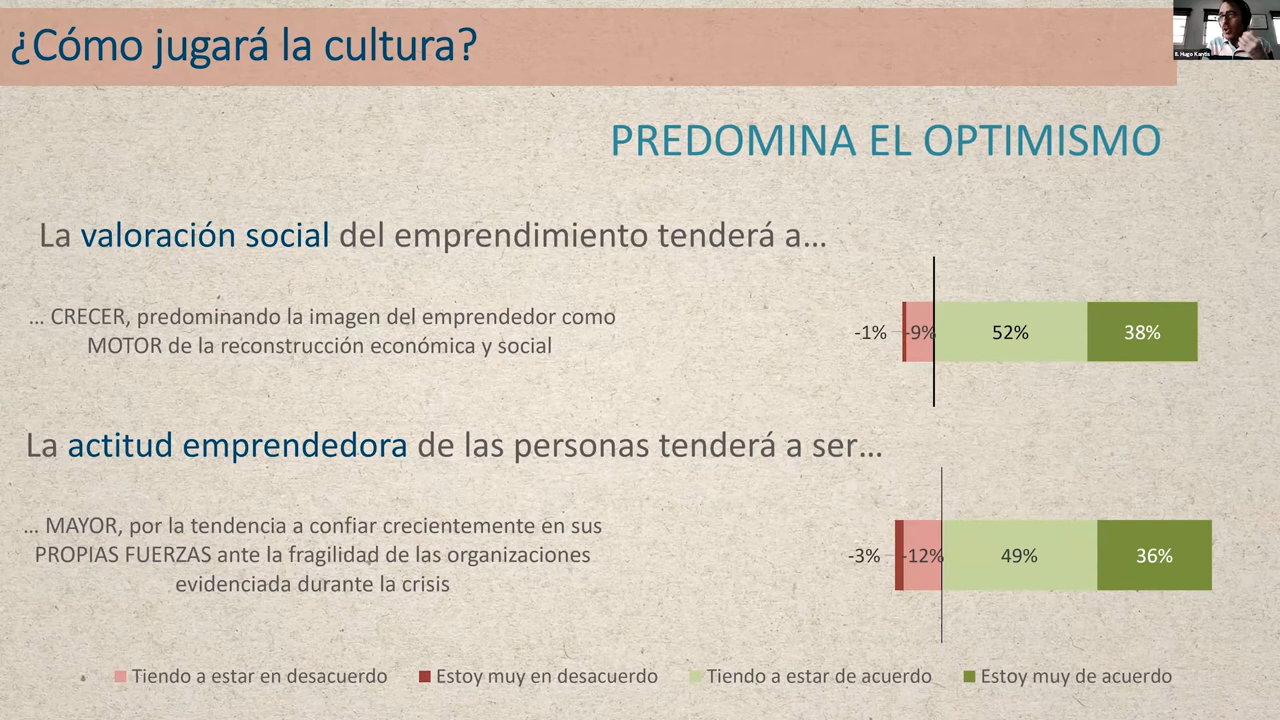 ¿Cómo jugará la cultura?
B. Hugo Kantis
PREDOMINA EL OPTIMISMO
La valoración social del emprendimiento tenderá a...
... CRECER, predominando la imagen del emprendedor como
MOTOR de la reconstrucción económica y social
-1% -9% 52% 38%
La actitud emprendedora de las personas tenderá a ser...
... MAYOR, por la tendencia a confiar crecientemente en sus
PROPIAS FUERZAS ante la fragilidad de las organizaciones
evidenciada durante la crisis
-3% -12% 49% 36%
Tiendo a estar en desacuerdo Estoy muy en desacuerdo Tiendo a estar de acuerdo Estoy muy de acuerdo